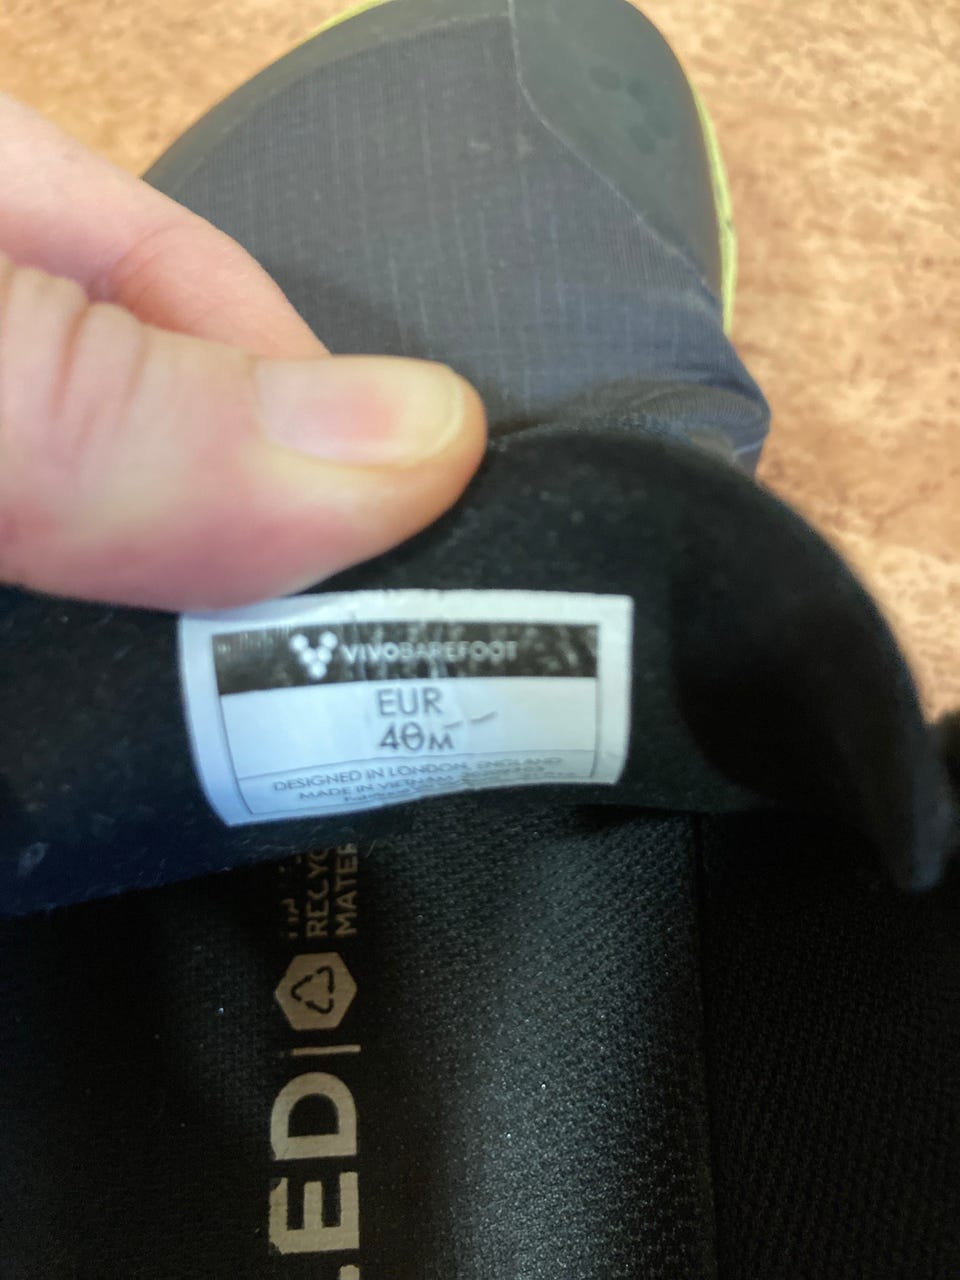 VIVOBAREFOOT
EUR
40M
DESIGNED IN LONDON, ENGLAND
MADE IN VIETNAM
RECYC
MATER
ED